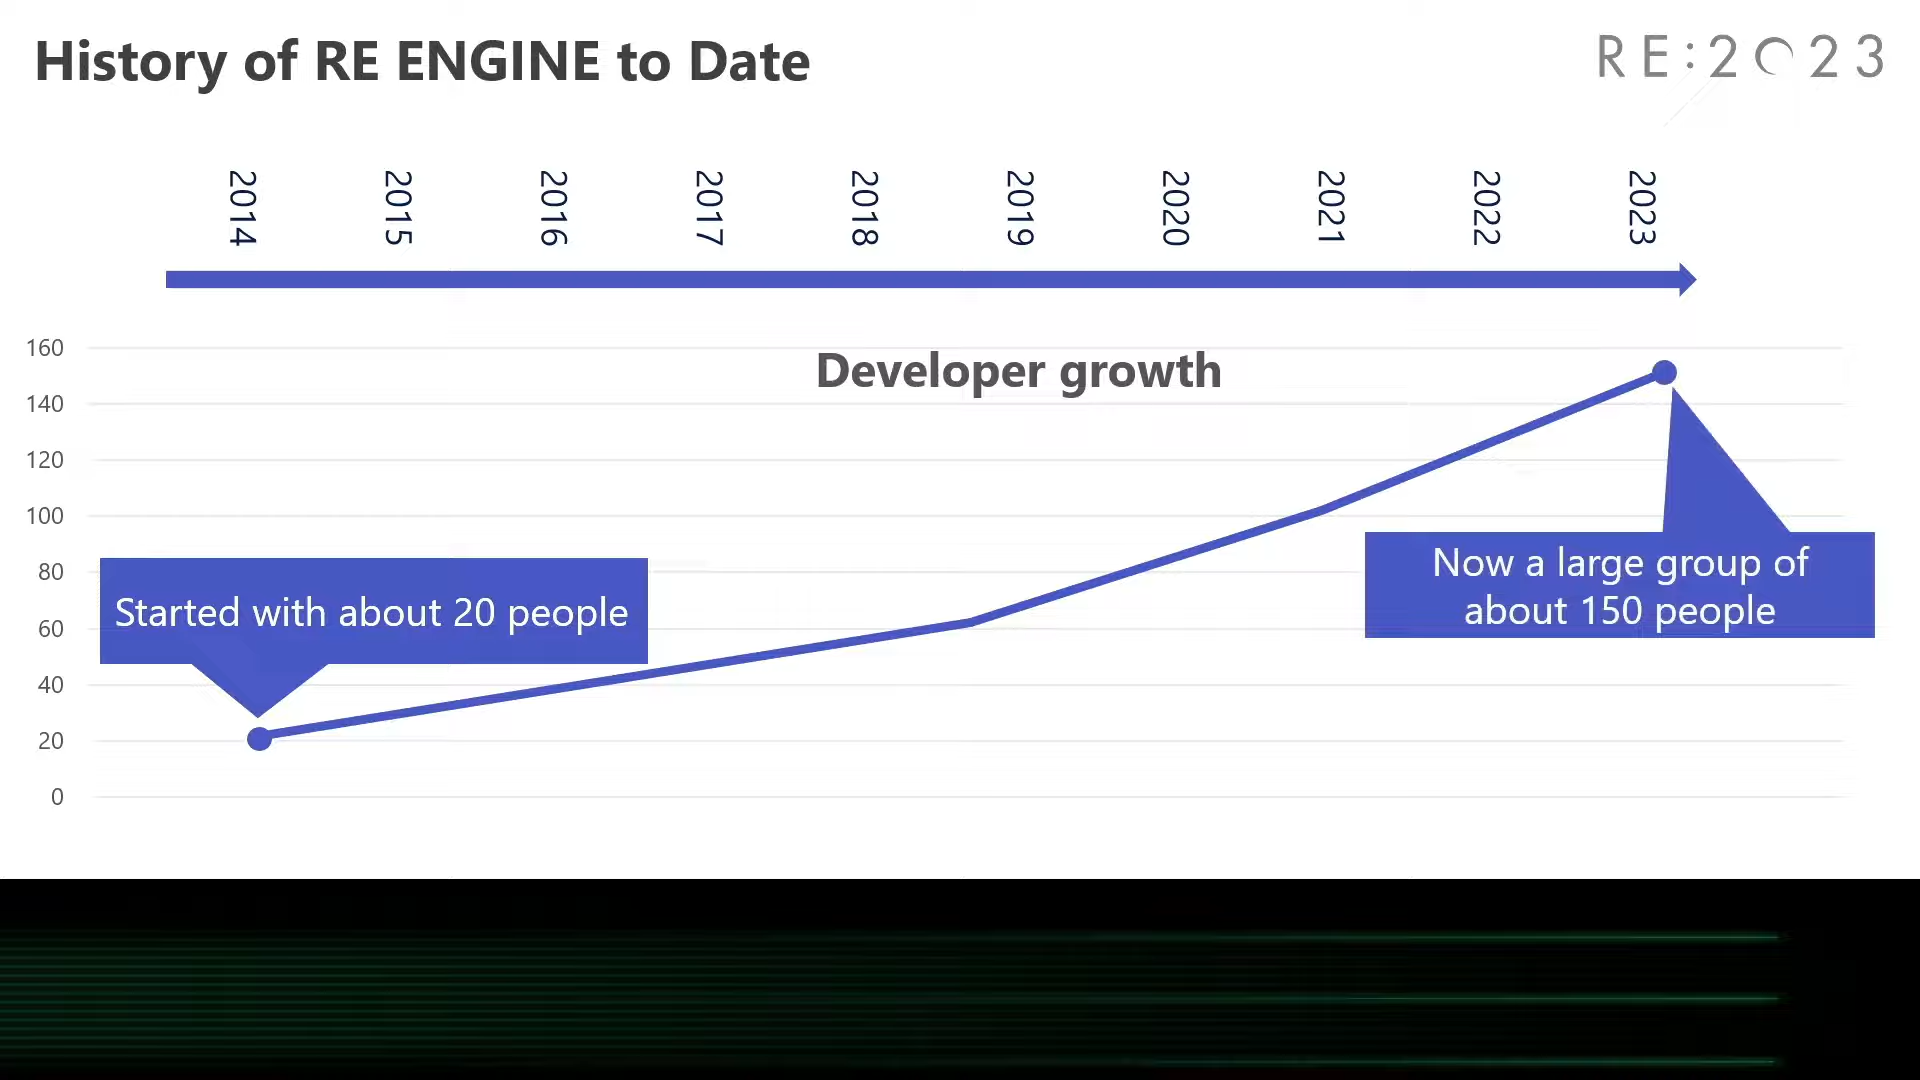 History of RE ENGINE to Date
RE:2023
2014 2015 2016 2017 2018 2019 2020 2021 2022 2023
Developer growth
160
140
120
100
80
60
40
20
0
Started with about 20 people
Now a large group of
about 150 people